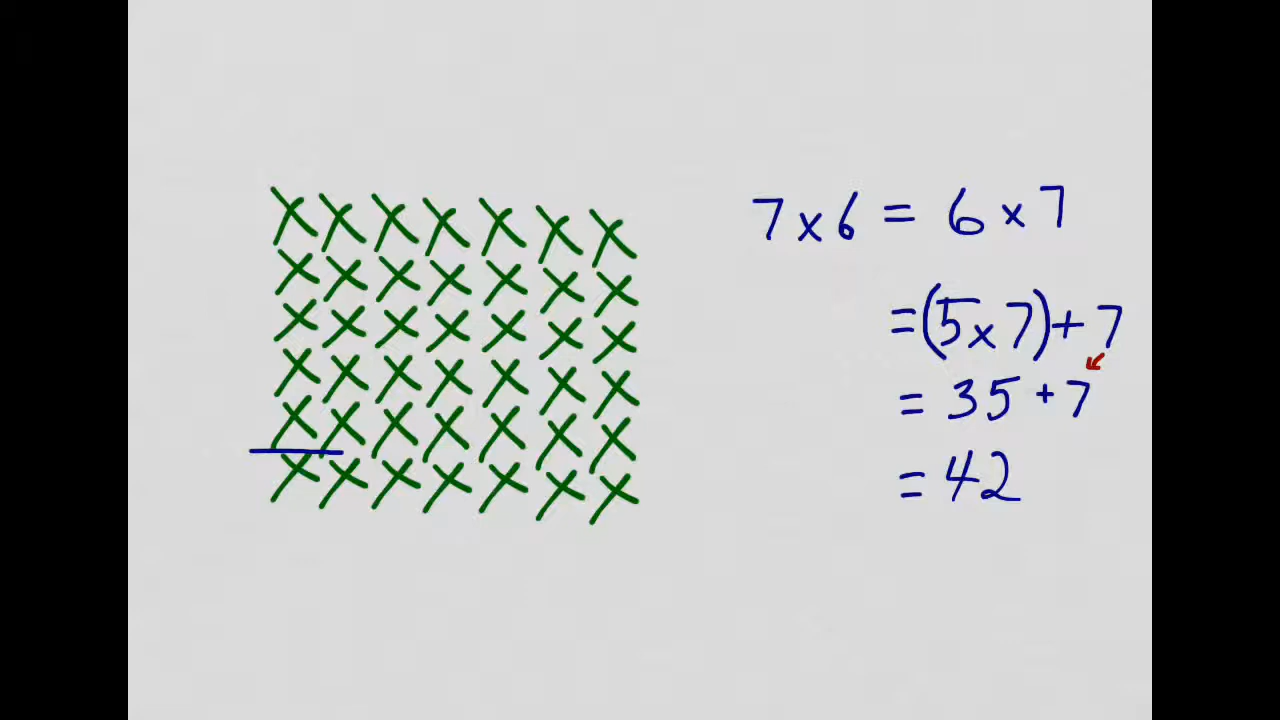 7 x 6 = 6 x 7
= (5 x 7) + 7
= 35 + 7
= 42